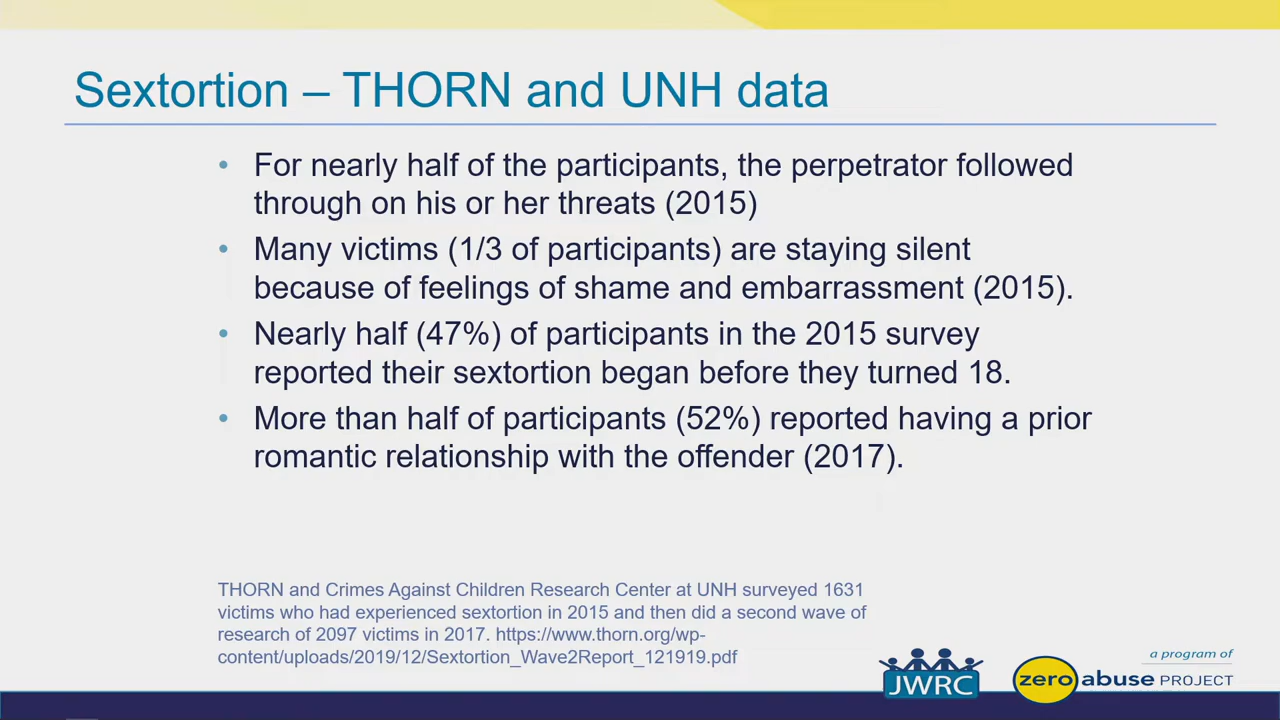 Sextortion – THORN and UNH data
• For nearly half of the participants, the perpetrator followed
through on his or her threats (2015)
• Many victims (1/3 of participants) are staying silent
because of feelings of shame and embarrassment (2015).
• Nearly half (47%) of participants in the 2015 survey
reported their sextortion began before they turned 18.
• More than half of participants (52%) reported having a prior
romantic relationship with the offender (2017).
THORN and Crimes Against Children Research Center at UNH surveyed 1631
victims who had experienced sextortion in 2015 and then did a second wave of
research of 2097 victims in 2017. https://www.thorn.org/wp-
content/uploads/2019/12/Sextortion_Wave2Report_121919.pdf
JWRC
a program of
zeroabuse PROJECT